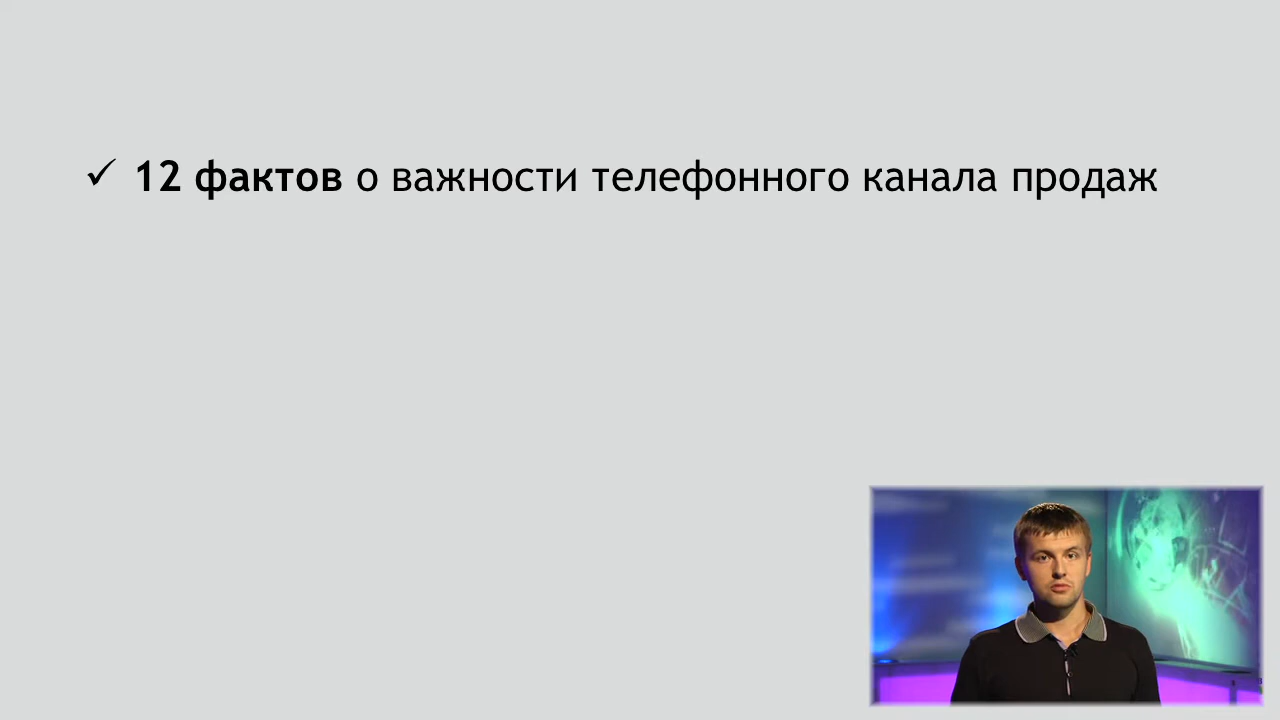 ✓ 12 фактов о важности телефонного канала продаж